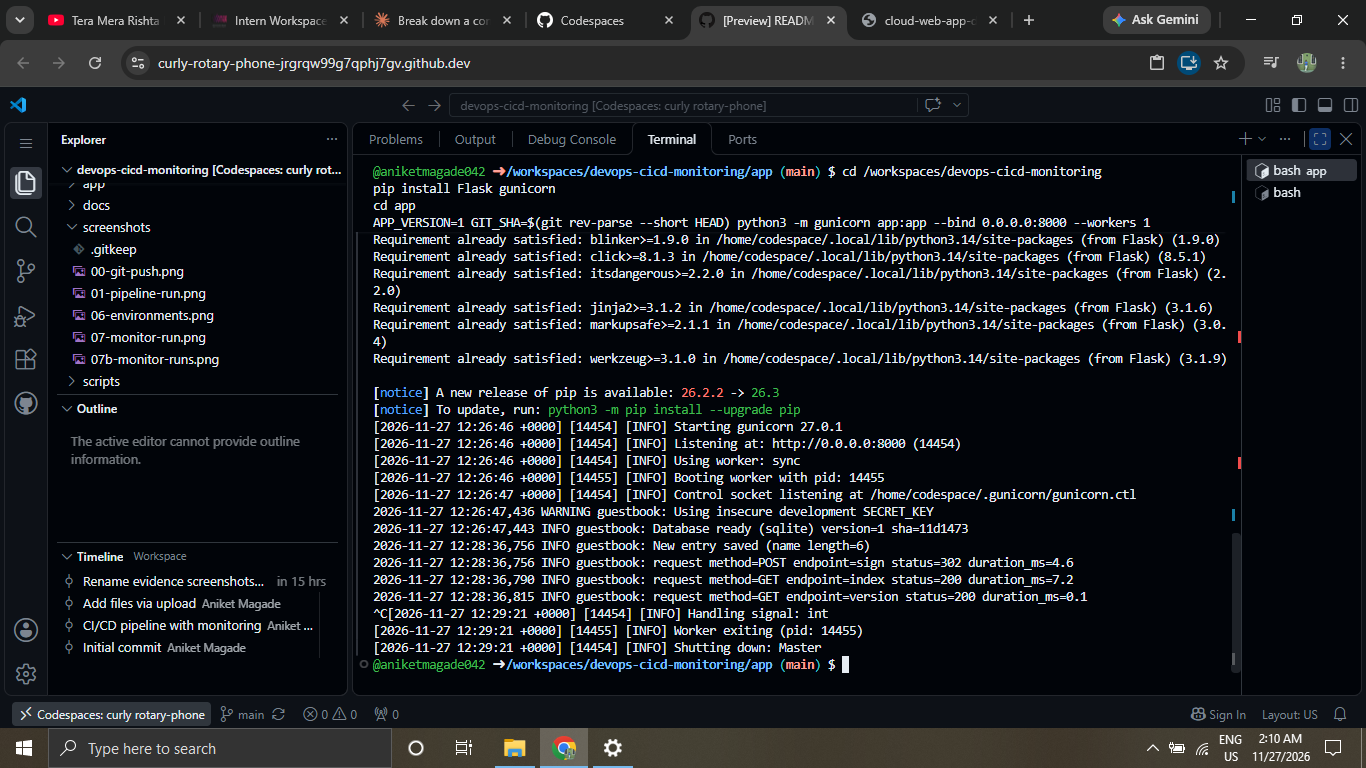 Tera Mera Rishta
Intern Workspace
Break down a cor
Codespaces
[Preview] READM
cloud-web-app-c
Ask Gemini
curly-rotary-phone-jrgrqw99g7qphj7gv.github.dev
devops-cicd-monitoring [Codespaces: curly rotary-phone]
Explorer
devops-cicd-monitoring [Codespaces: curly rot...
app
docs
screenshots
.gitkeep
00-git-push.png
01-pipeline-run.png
06-environments.png
07-monitor-run.png
07b-monitor-runs.png
scripts
Outline
The active editor cannot provide outline
information.
Timeline Workspace
Rename evidence screenshots... in 15 hrs
Add files via upload Aniket Magade
CI/CD pipeline with monitoring Aniket ...
Initial commit Aniket Magade
Problems Output Debug Console Terminal Ports
@aniketmagade042 ➜/workspaces/devops-cicd-monitoring/app (main) $ cd /workspaces/devops-cicd-monitoring
pip install Flask gunicorn
cd app
APP_VERSION=1 GIT_SHA=$(git rev-parse --short HEAD) python3 -m gunicorn app:app --bind 0.0.0.0:8000 --workers 1
Requirement already satisfied: blinker>=1.9.0 in /home/codespace/.local/lib/python3.14/site-packages (from Flask) (1.9.0)
Requirement already satisfied: click>=8.1.3 in /home/codespace/.local/lib/python3.14/site-packages (from Flask) (8.5.1)
Requirement already satisfied: itsdangerous>=2.2.0 in /home/codespace/.local/lib/python3.14/site-packages (from Flask) (2.
2.0)
Requirement already satisfied: jinja2>=3.1.2 in /home/codespace/.local/lib/python3.14/site-packages (from Flask) (3.1.6)
Requirement already satisfied: markupsafe>=2.1.1 in /home/codespace/.local/lib/python3.14/site-packages (from Flask) (3.0.
4)
Requirement already satisfied: werkzeug>=3.1.0 in /home/codespace/.local/lib/python3.14/site-packages (from Flask) (3.1.9)
[notice] A new release of pip is available: 26.2.2 -> 26.3
[notice] To update, run: python3 -m pip install --upgrade pip
[2026-11-27 12:26:46 +0000] [14454] [INFO] Starting gunicorn 27.0.1
[2026-11-27 12:26:46 +0000] [14454] [INFO] Listening at: http://0.0.0.0:8000 (14454)
[2026-11-27 12:26:46 +0000] [14454] [INFO] Using worker: sync
[2026-11-27 12:26:46 +0000] [14455] [INFO] Booting worker with pid: 14455
[2026-11-27 12:26:47 +0000] [14454] [INFO] Control socket listening at /home/codespace/.gunicorn/gunicorn.ctl
2026-11-27 12:26:47,436 WARNING guestbook: Using insecure development SECRET_KEY
2026-11-27 12:26:47,443 INFO guestbook: Database ready (sqlite) version=1 sha=11d1473
2026-11-27 12:28:36,756 INFO guestbook: New entry saved (name length=6)
2026-11-27 12:28:36,756 INFO guestbook: request method=POST endpoint=sign status=302 duration_ms=4.6
2026-11-27 12:28:36,790 INFO guestbook: request method=GET endpoint=index status=200 duration_ms=7.2
2026-11-27 12:28:36,815 INFO guestbook: request method=GET endpoint=version status=200 duration_ms=0.1
^C[2026-11-27 12:29:21 +0000] [14454] [INFO] Handling signal: int
[2026-11-27 12:29:21 +0000] [14455] [INFO] Worker exiting (pid: 14455)
[2026-11-27 12:29:21 +0000] [14454] [INFO] Shutting down: Master
@aniketmagade042 ➜/workspaces/devops-cicd-monitoring/app (main) $
bash app
bash
Codespaces: curly rotary-phone main 0 0 0 Sign In Layout: US
Type here to search
ENG
US
2:10 AM
11/27/2026